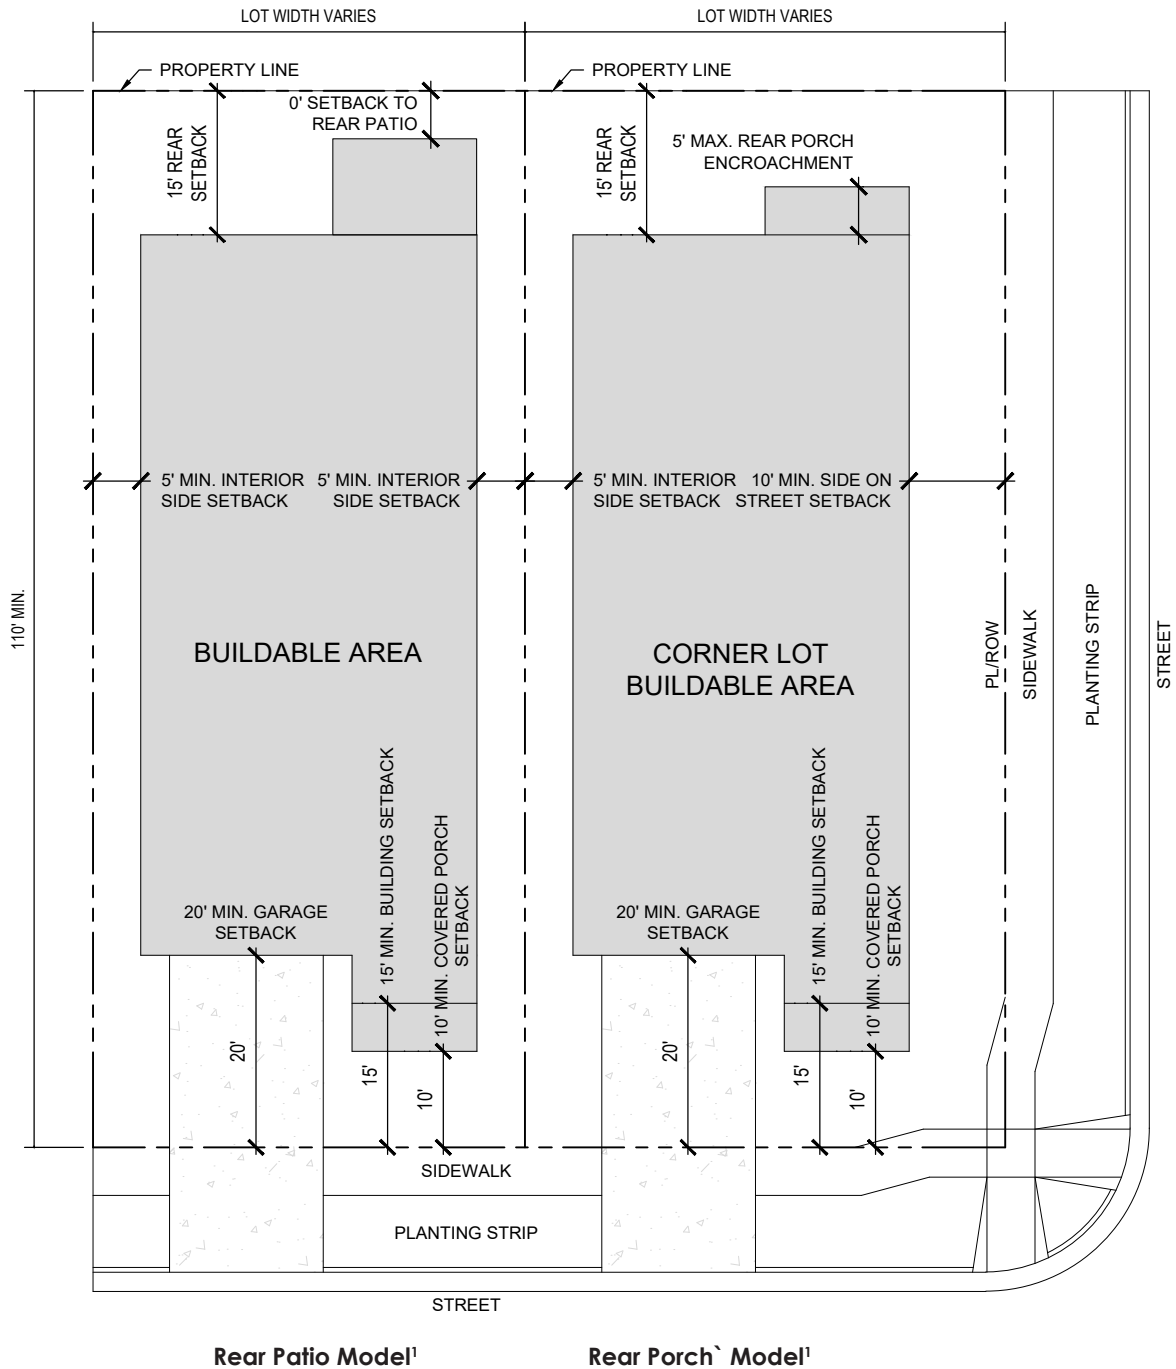 LOT WIDTH VARIES
LOT WIDTH VARIES
PROPERTY LINE
PROPERTY LINE
0' SETBACK TO
REAR PATIO
15' REAR
SETBACK
15' REAR
SETBACK
5' MAX. REAR PORCH
ENCROACHMENT
5' MIN. INTERIOR
SIDE SETBACK
5' MIN. INTERIOR
SIDE SETBACK
5' MIN. INTERIOR
SIDE SETBACK
10' MIN. SIDE ON
STREET SETBACK
110' MIN.
BUILDABLE AREA
CORNER LOT
BUILDABLE AREA
PL/ROW
SIDEWALK
PLANTING STRIP
STREET
20' MIN. GARAGE
SETBACK
15' MIN. BUILDING SETBACK
10' MIN. COVERED PORCH
SETBACK
20' MIN. GARAGE
SETBACK
15' MIN. BUILDING SETBACK
10' MIN. COVERED PORCH
SETBACK
20'
15'
10'
20'
15'
10'
SIDEWALK
PLANTING STRIP
STREET
Rear Patio Model¹
Rear Porch` Model¹